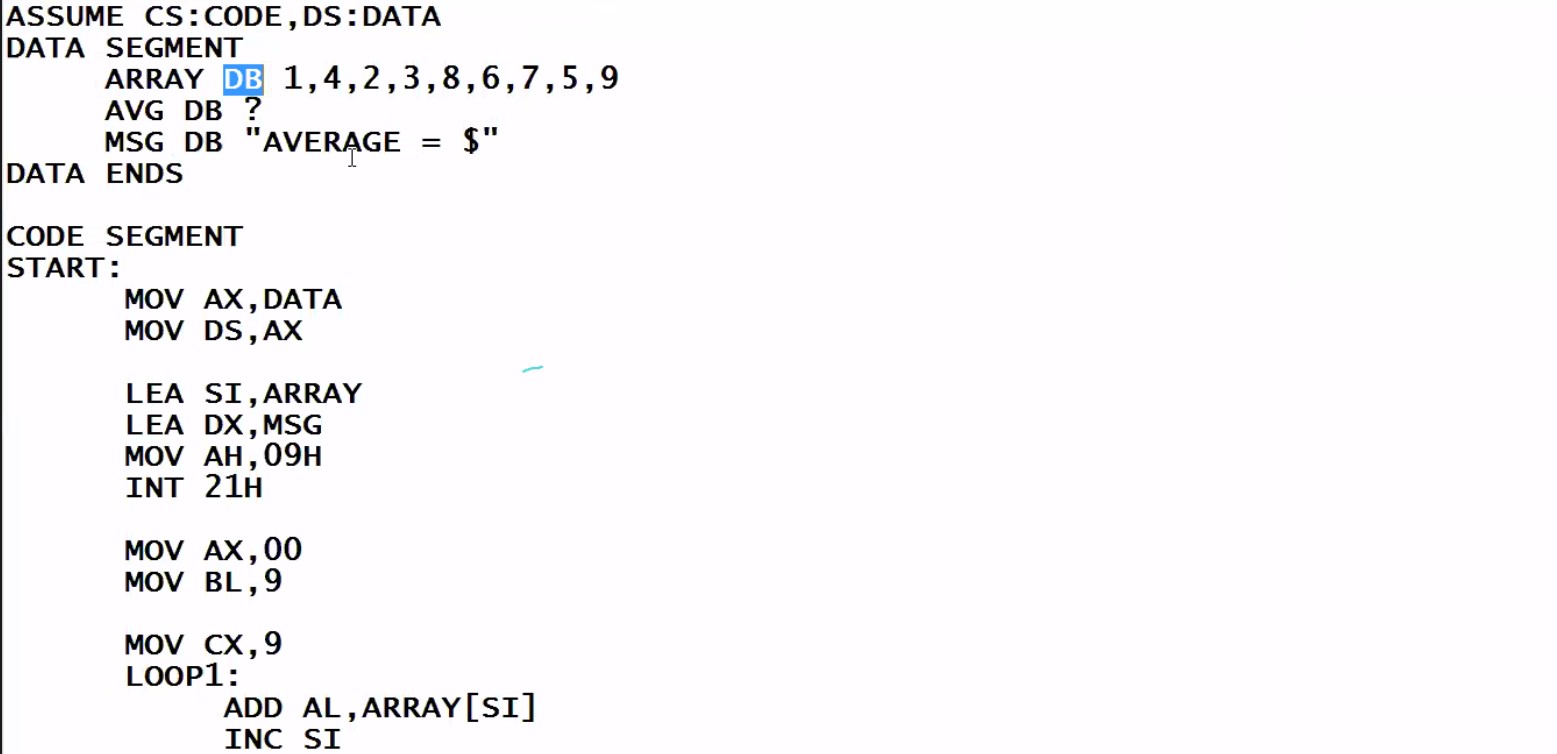 ASSUME CS:CODE,DS:DATA
DATA SEGMENT
ARRAY DB 1,4,2,3,8,6,7,5,9
AVG DB ?
MSG DB "AVERAGE = $"
DATA ENDS
CODE SEGMENT
START:
MOV AX,DATA
MOV DS,AX
LEA SI,ARRAY
LEA DX,MSG
MOV AH,09H
INT 21H
MOV AX,00
MOV BL,9
MOV CX,9
LOOP1:
ADD AL,ARRAY[SI]
INC SI